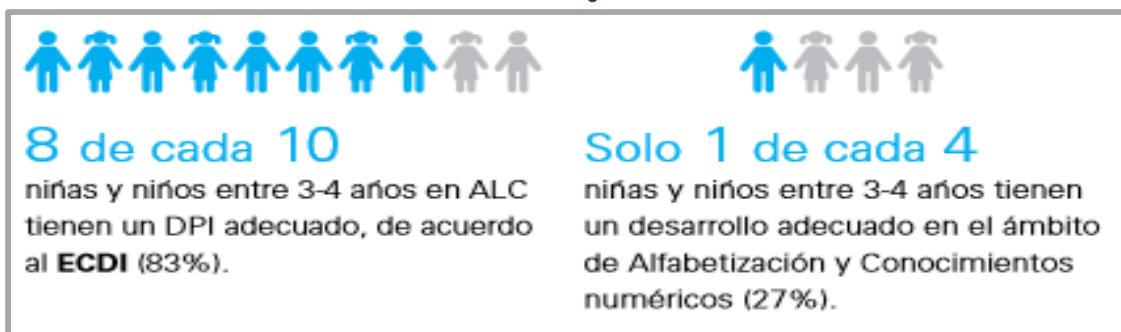 8 de cada 10
niñas y niños entre 3-4 años en ALC
tienen un DPI adecuado, de acuerdo
al ECDI (83%).
Solo 1 de cada 4
niñas y niños entre 3-4 años tienen
un desarrollo adecuado en el ámbito
de Alfabetización y Conocimientos
numéricos (27%).